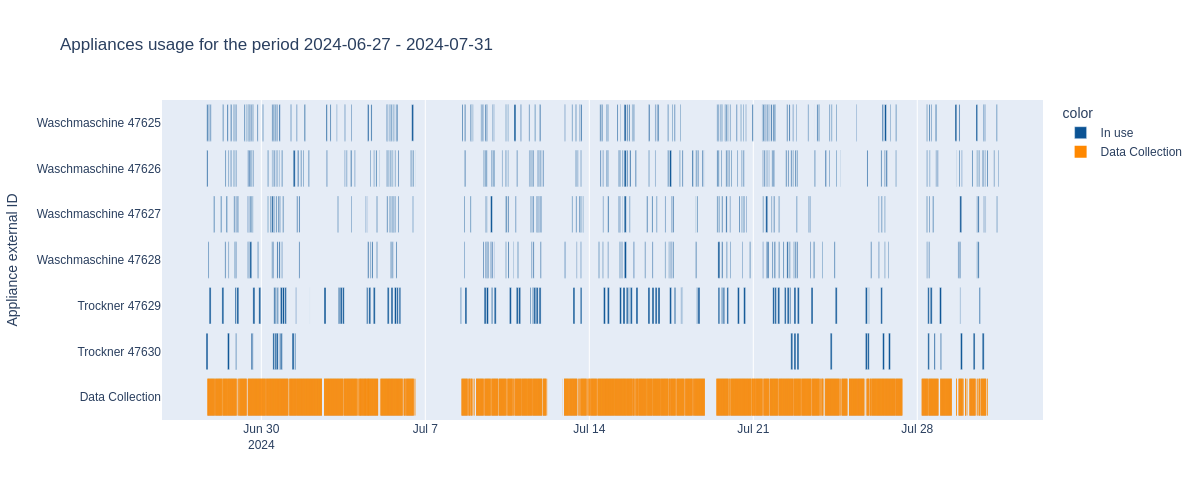 Appliances usage for the period 2024-06-27 - 2024-07-31
color
In use
Data Collection
Appliance external ID
Waschmaschine 47625
Waschmaschine 47626
Waschmaschine 47627
Waschmaschine 47628
Trockner 47629
Trockner 47630
Data Collection
Jun 30
2024
Jul 7
Jul 14
Jul 21
Jul 28